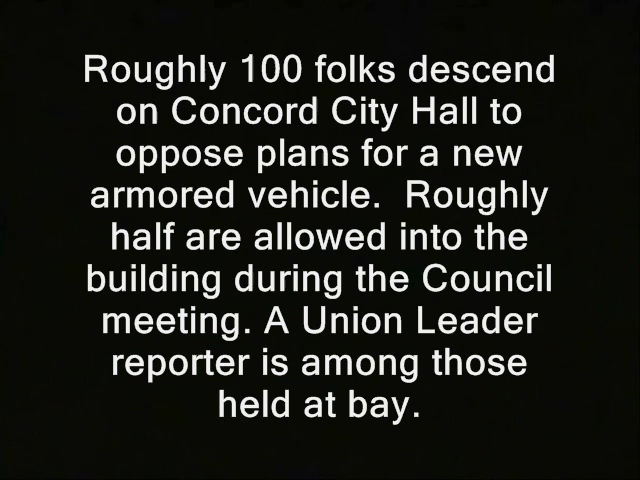 Roughly 100 folks descend
on Concord City Hall to
oppose plans for a new
armored vehicle.  Roughly
half are allowed into the
building during the Council
meeting. A Union Leader
reporter is among those
held at bay.